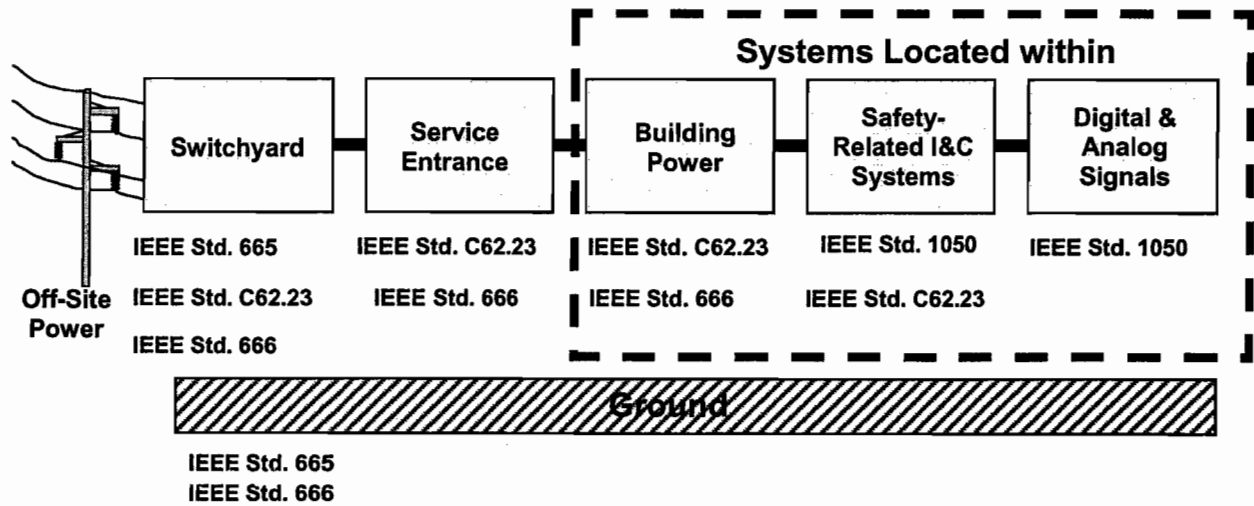 Systems Located within
Switchyard
Service
Entrance
Building
Power
Safety-
Related I&C
Systems
Digital &
Analog
Signals
IEEE Std. 665
IEEE Std. C62.23
IEEE Std. 666
IEEE Std. C62.23
IEEE Std. 666
IEEE Std. C62.23
IEEE Std. 666
IEEE Std. 1050
IEEE Std. C62.23
IEEE Std. 1050
Off-Site
Power
Ground
IEEE Std. 665
IEEE Std. 666